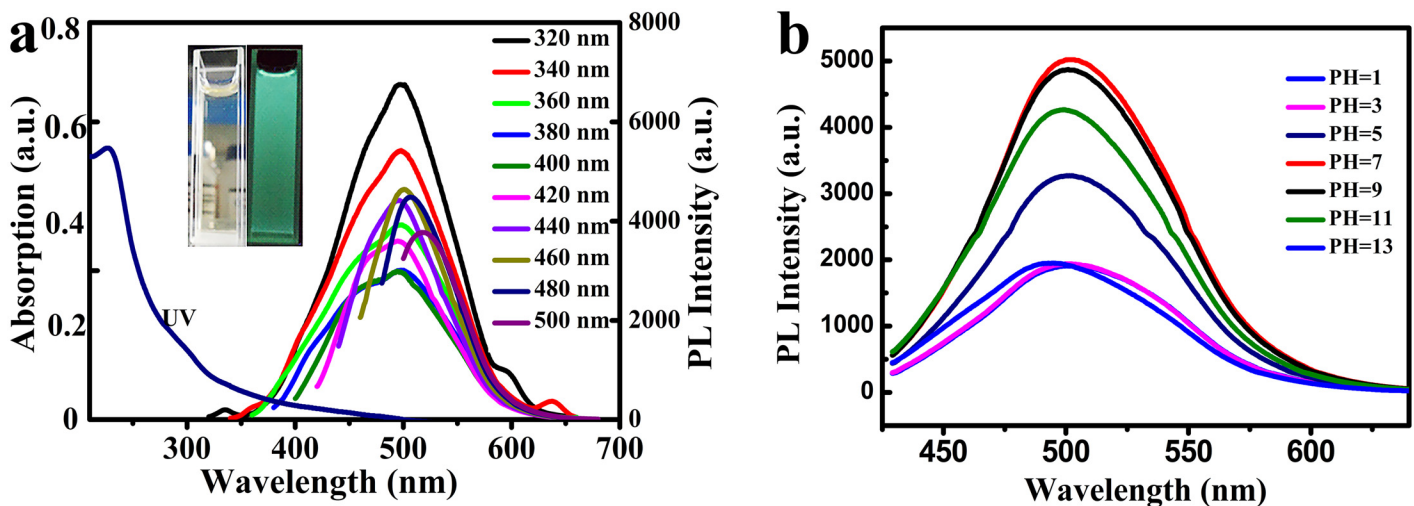 a
0.8
0.6
0.4
0.2
0
Absorption (a.u.)
300
400
500
600
700
Wavelength (nm)
8000
6000
4000
2000
0
PL Intensity (a.u.)
UV
320 nm
340 nm
360 nm
380 nm
400 nm
420 nm
440 nm
460 nm
480 nm
500 nm
b
5000
4000
3000
2000
1000
0
PL Intensity (a.u.)
450
500
550
600
Wavelength (nm)
PH=1
PH=3
PH=5
PH=7
PH=9
PH=11
PH=13